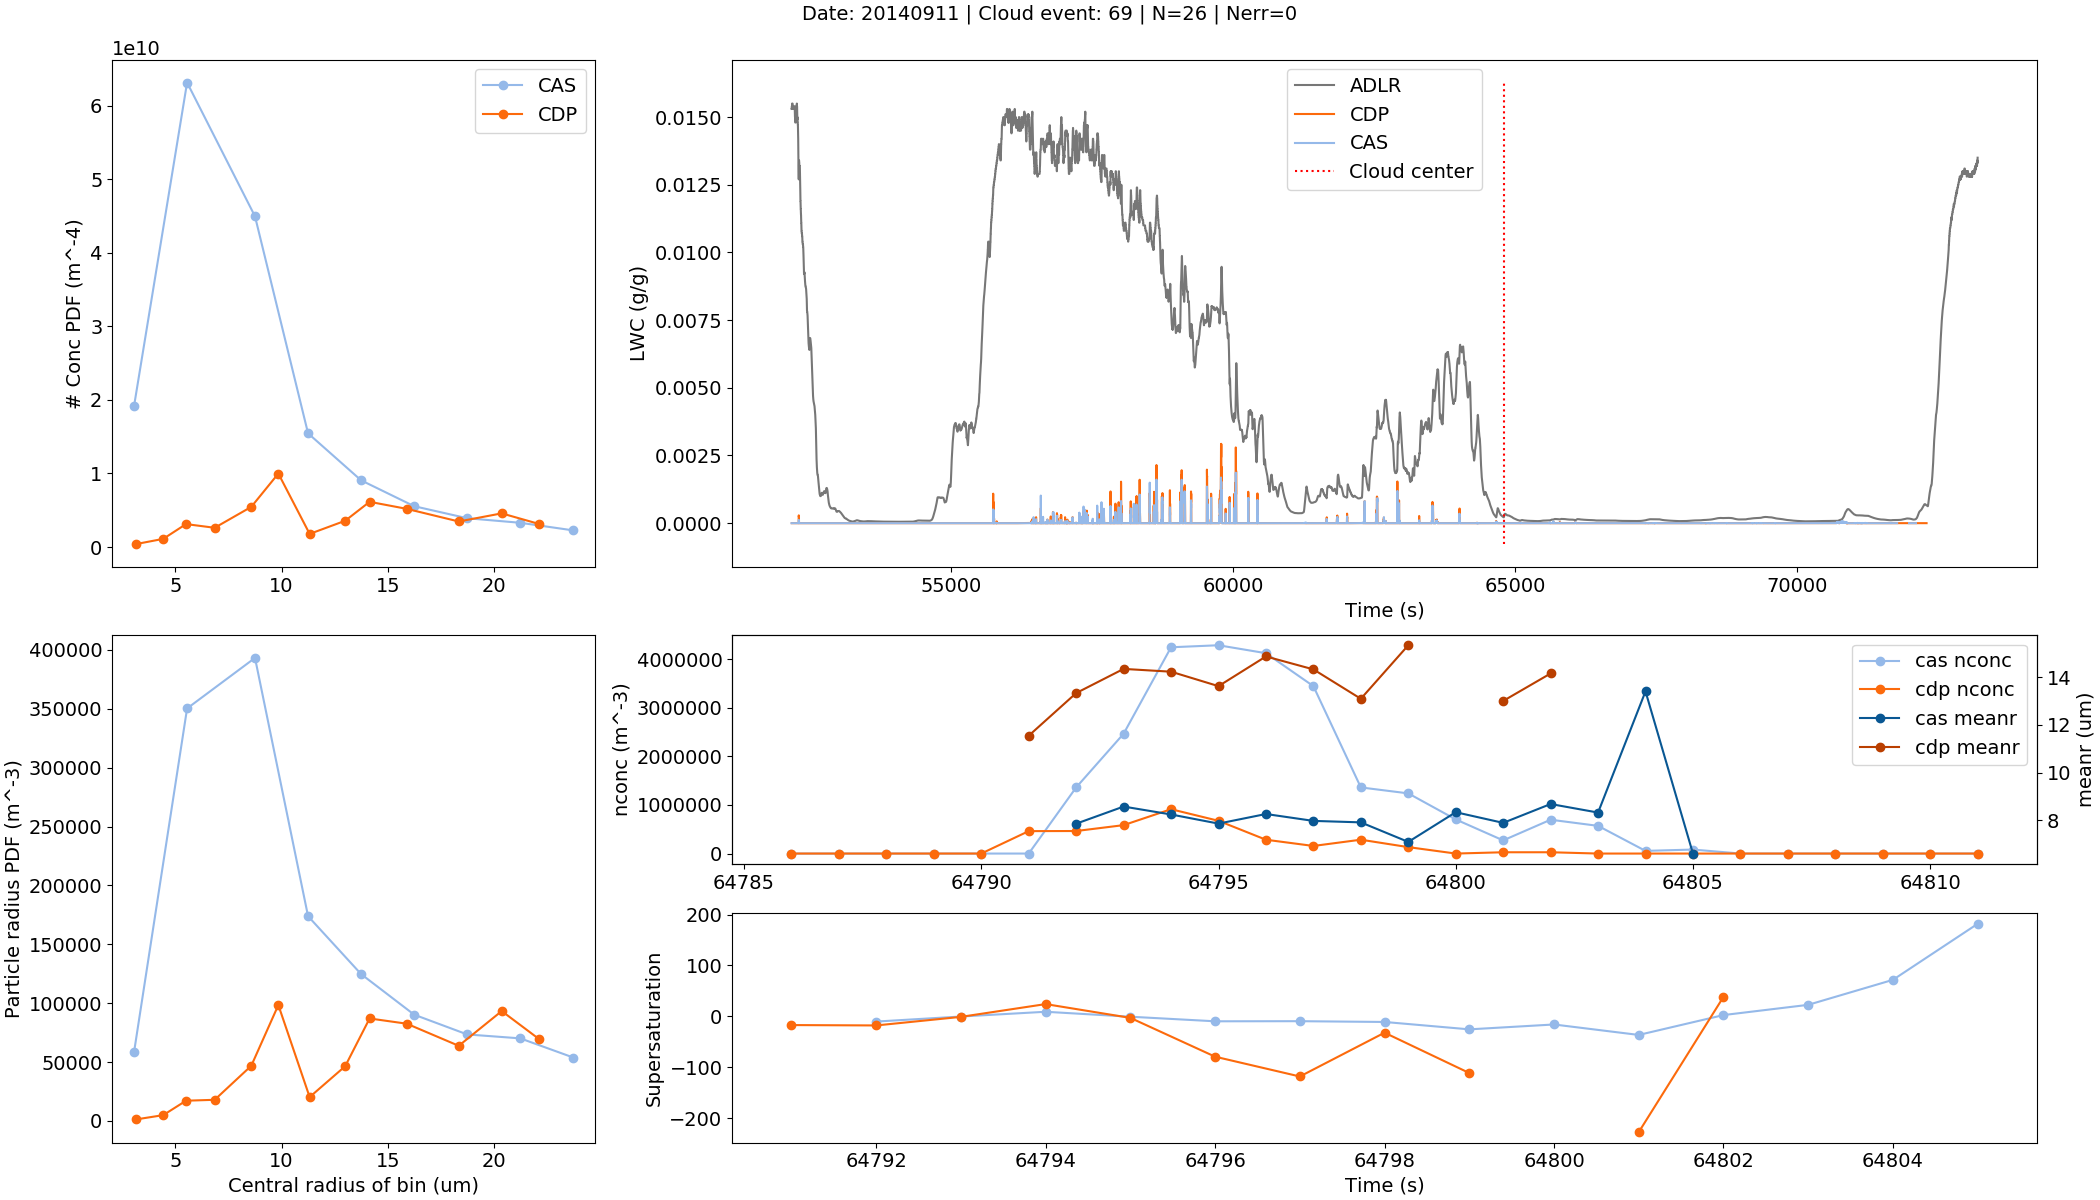 Date: 20140911 | Cloud event: 69 | N=26 | Nerr=0
1e10
# Conc PDF (m^-4)
6
5
4
3
2
1
0
5 10 15 20
CAS
CDP
LWC (g/g)
0.0150
0.0125
0.0100
0.0075
0.0050
0.0025
0.0000
55000 60000 65000 70000
Time (s)
ADLR
CDP
CAS
Cloud center
Particle radius PDF (m^-3)
400000
350000
300000
250000
200000
150000
100000
50000
0
5 10 15 20
Central radius of bin (um)
nconc (m^-3)
4000000
3000000
2000000
1000000
0
64785 64790 64795 64800 64805 64810
cas nconc
cdp nconc
cas meanr
cdp meanr
14
12
10
8
meanr (um)
Supersaturation
200
100
0
−100
−200
64792 64794 64796 64798 64800 64802 64804
Time (s)